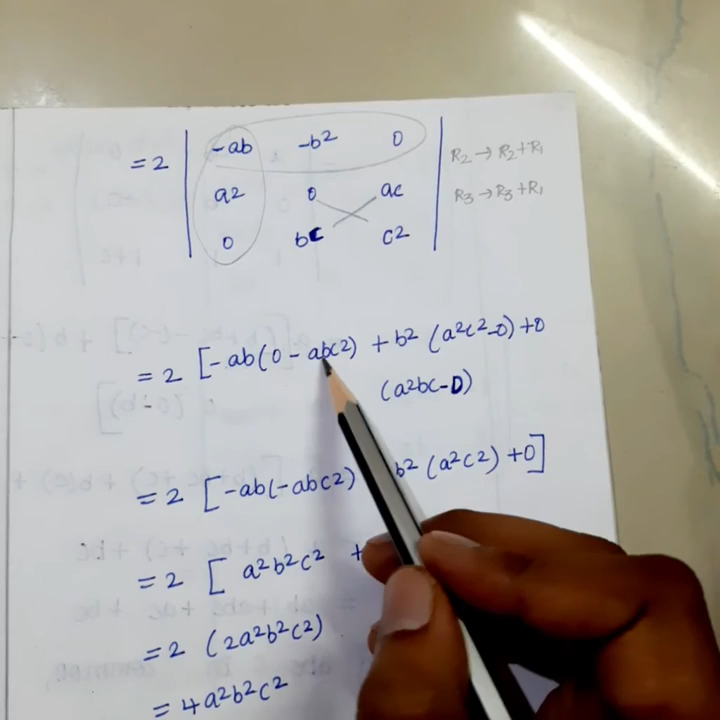 = 2 | -ab -b2 0 | R2 → R2 + R1
a2 0 ac R3 → R3 + R1
0 bc c2
= 2 [-ab(0 - abc2) + b2 (a2c2-0)+0
(a2bc-0)
= 2 [-ab(-abc2) b2 (a2c2) +0]
= 2 [ a2b2c2 +
= 2 (2a2b2c2)
= 4a2b2c2